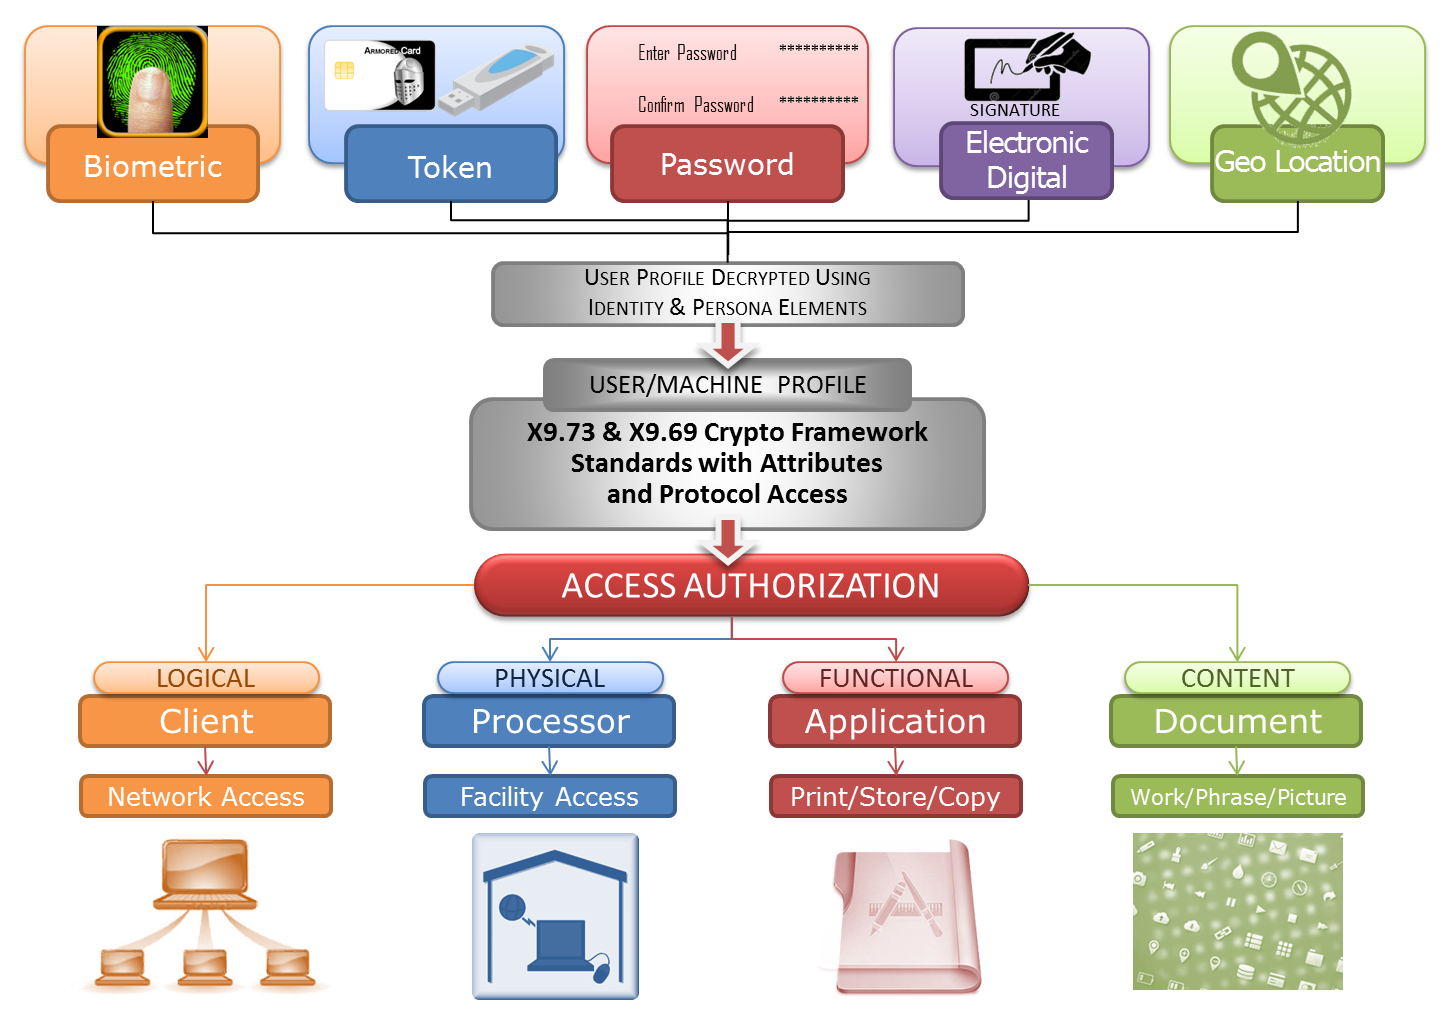 ARMORED CARD
Enter Password **********
Confirm Password **********
SIGNATURE
Biometric
Token
Password
Electronic
Digital
Geo Location
USER PROFILE DECRYPTED USING
IDENTITY & PERSONA ELEMENTS
USER/MACHINE PROFILE
X9.73 & X9.69 Crypto Framework
Standards with Attributes
and Protocol Access
ACCESS AUTHORIZATION
LOGICAL
Client
Network Access
PHYSICAL
Processor
Facility Access
FUNCTIONAL
Application
Print/Store/Copy
CONTENT
Document
Work/Phrase/Picture